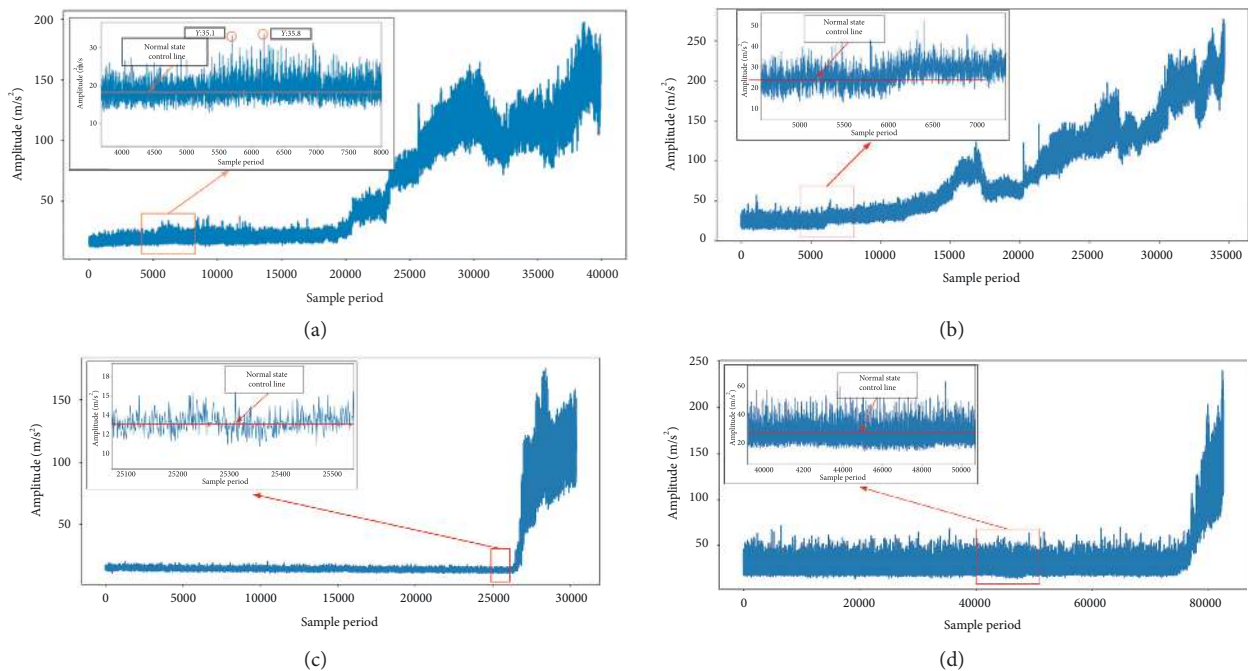 200
150
100
50
Amplitude (m/s²)
Y:35.1
Y:35.8
Normal state
control line
30
20
10
Amplitude (m/s
4000 4500 5000 5500 6000 6500 7000 7500 8000
Sample period
0 5000 10000 15000 20000 25000 30000 35000 40000
Sample period
(a)
250
200
150
100
50
0
Amplitude (m/s²)
Normal state
control line
50
40
30
20
10
Amplitude (m/s²)
5000 5500 6000 6500 7000
Sample period
0 5000 10000 15000 20000 25000 30000 35000
Sample period
(b)
150
100
50
Amplitude (m/s²)
Normal state
control line
18
16
14
12
10
Amplitude (m/s²)
25100 25200 25300 25400 25500
Sample period
0 5000 10000 15000 20000 25000 30000
Sample period
(c)
250
200
150
100
50
Amplitude (m/s²)
Normal state
control line
60
40
20
Amplitude (m/s²)
40000 42000 44000 46000 48000 50000
Sample period
0 20000 40000 60000 80000
Sample period
(d)